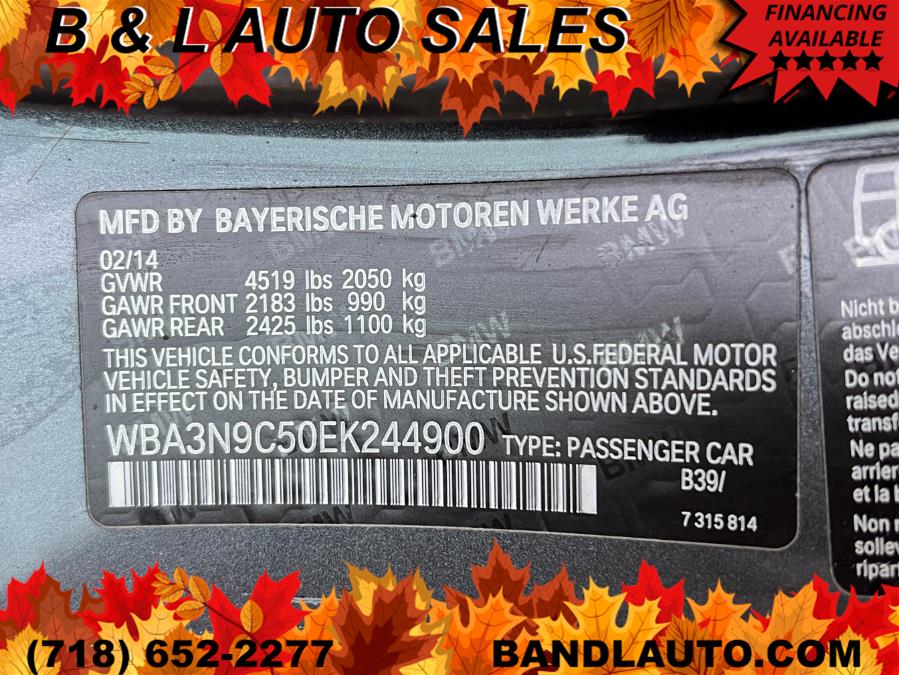 B & L AUTO SALES
FINANCING
AVAILABLE
MFD BY BAYERISCHE MOTOREN WERKE AG
02/14
GVWR 4519 lbs 2050 kg
GAWR FRONT 2183 lbs 990 kg
GAWR REAR 2425 lbs 1100 kg
THIS VEHICLE CONFORMS TO ALL APPLICABLE U.S.FEDERAL MOTOR
VEHICLE SAFETY, BUMPER AND THEFT PREVENTION STANDARDS
IN EFFECT ON THE DATE OF MANUFACTURE SHOWN ABOVE.
WBA3N9C50EK244900 TYPE: PASSENGER CAR
B39/
7 315 814
Nicht b
abschl
das Ve
Do not
raised
transf
Ne pa
arrier
et la b
Non r
solle
ripar
(718) 652-2277
BANDLAUTO.COM